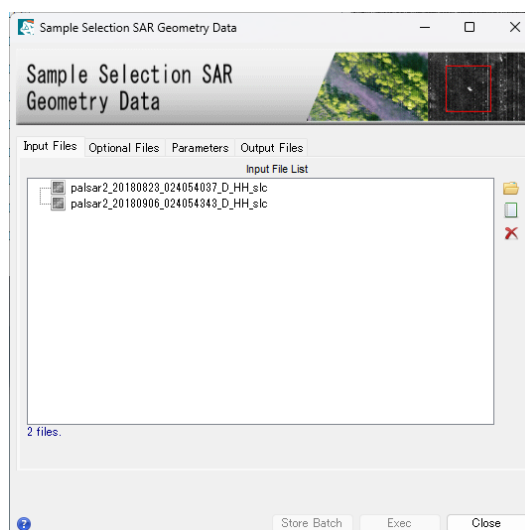 Sample Selection SAR Geometry Data
Sample Selection SAR
Geometry Data
Input Files Optional Files Parameters Output Files
Input File List
palsar2_20180823_024054037_D_HH_slc
palsar2_20180906_024054343_D_HH_slc
2 files.
Store Batch Exec Close